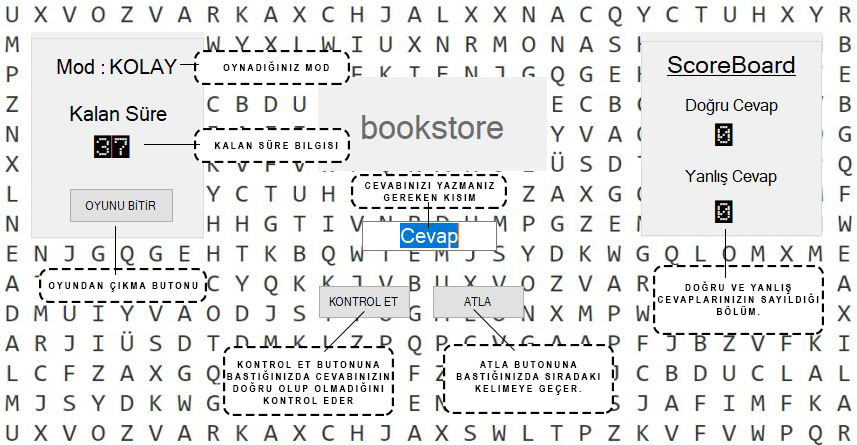 U X V O Z V A R K A X C H J A L X X N A C Q Y C T U H X Y R
M W Y X L W I U X N R M O N A S B
Mod : KOLAY
OYNADIĞINIZ MOD
ScoreBoard
P N J G Q G E
Kalan Süre
37
Z C B D U E C B B
Doğru Cevap
0
bookstore
N Y V A G
KALAN SÜRE BILGISI
X Ü S D Q
Yanlış Cevap
0
L Y C T U H Z A X G F
CEVABINIZI YAZMANIZ
GEREKEN KISIM
OYUNU BİTİR
N H H G T I V M P G Z E W
Cevap
E N J G Q G E H T K B Q W T E M J S Y D K W G Q L O M X M E
A C Y Q K K J V B U X V O Z V A R A
OYUNDAN ÇIKMA BUTONU
KONTROL ET
ATLA
DOĞRU VE YANLIŞ
CEVAPLARINIZIN SAYILDIĞI
BÖLÜM.
D M U I Y V A O D J S G N X M P W X
A R J I Ü S D T D M K Z P Q P C Y G A A P F J B Z V F K I
L C F Z A X G Q F Z F C B D U C L A L
KONTROL ET BUTONUNA
BASTIĞINIZDA CEVABINIZIN
DOĞRU OLUP OLMADIĞINI
KONTROL EDER
ATLA BUTONUNA
BASTIĞINIZDA SIRADAKI
KELIMEYE GEÇER.
M J S Y D K W G E N S J A F I M F K A
U X V O Z V A R K A X C H J A X S W L T P Z K V F V W P Q R